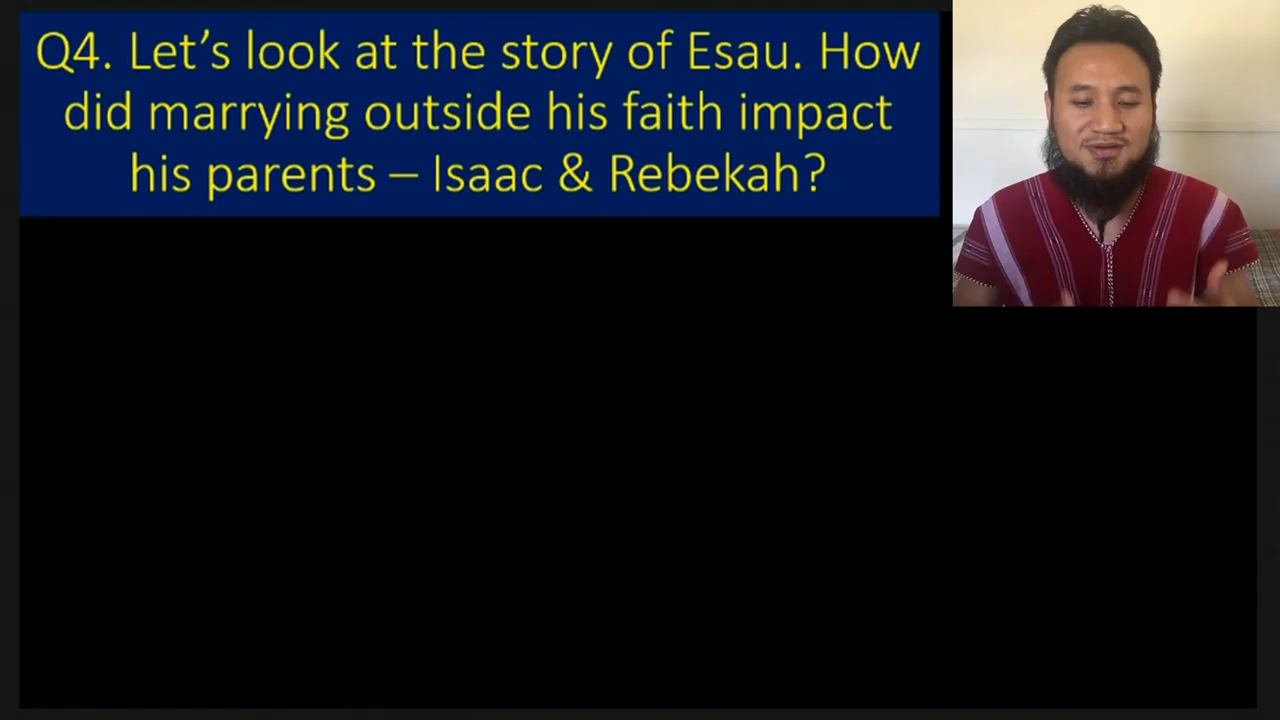 Q4. Let’s look at the story of Esau. How
did marrying outside his faith impact
his parents – Isaac & Rebekah?